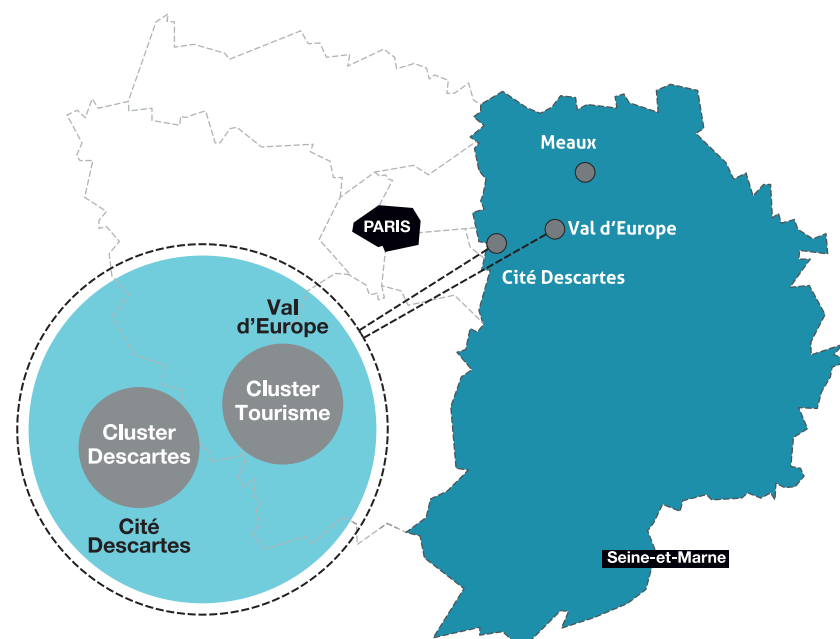 Meaux
PARIS
Val d'Europe
Cité Descartes
Val
d'Europe
Cluster
Tourisme
Cluster
Descartes
Cité
Descartes
Seine-et-Marne